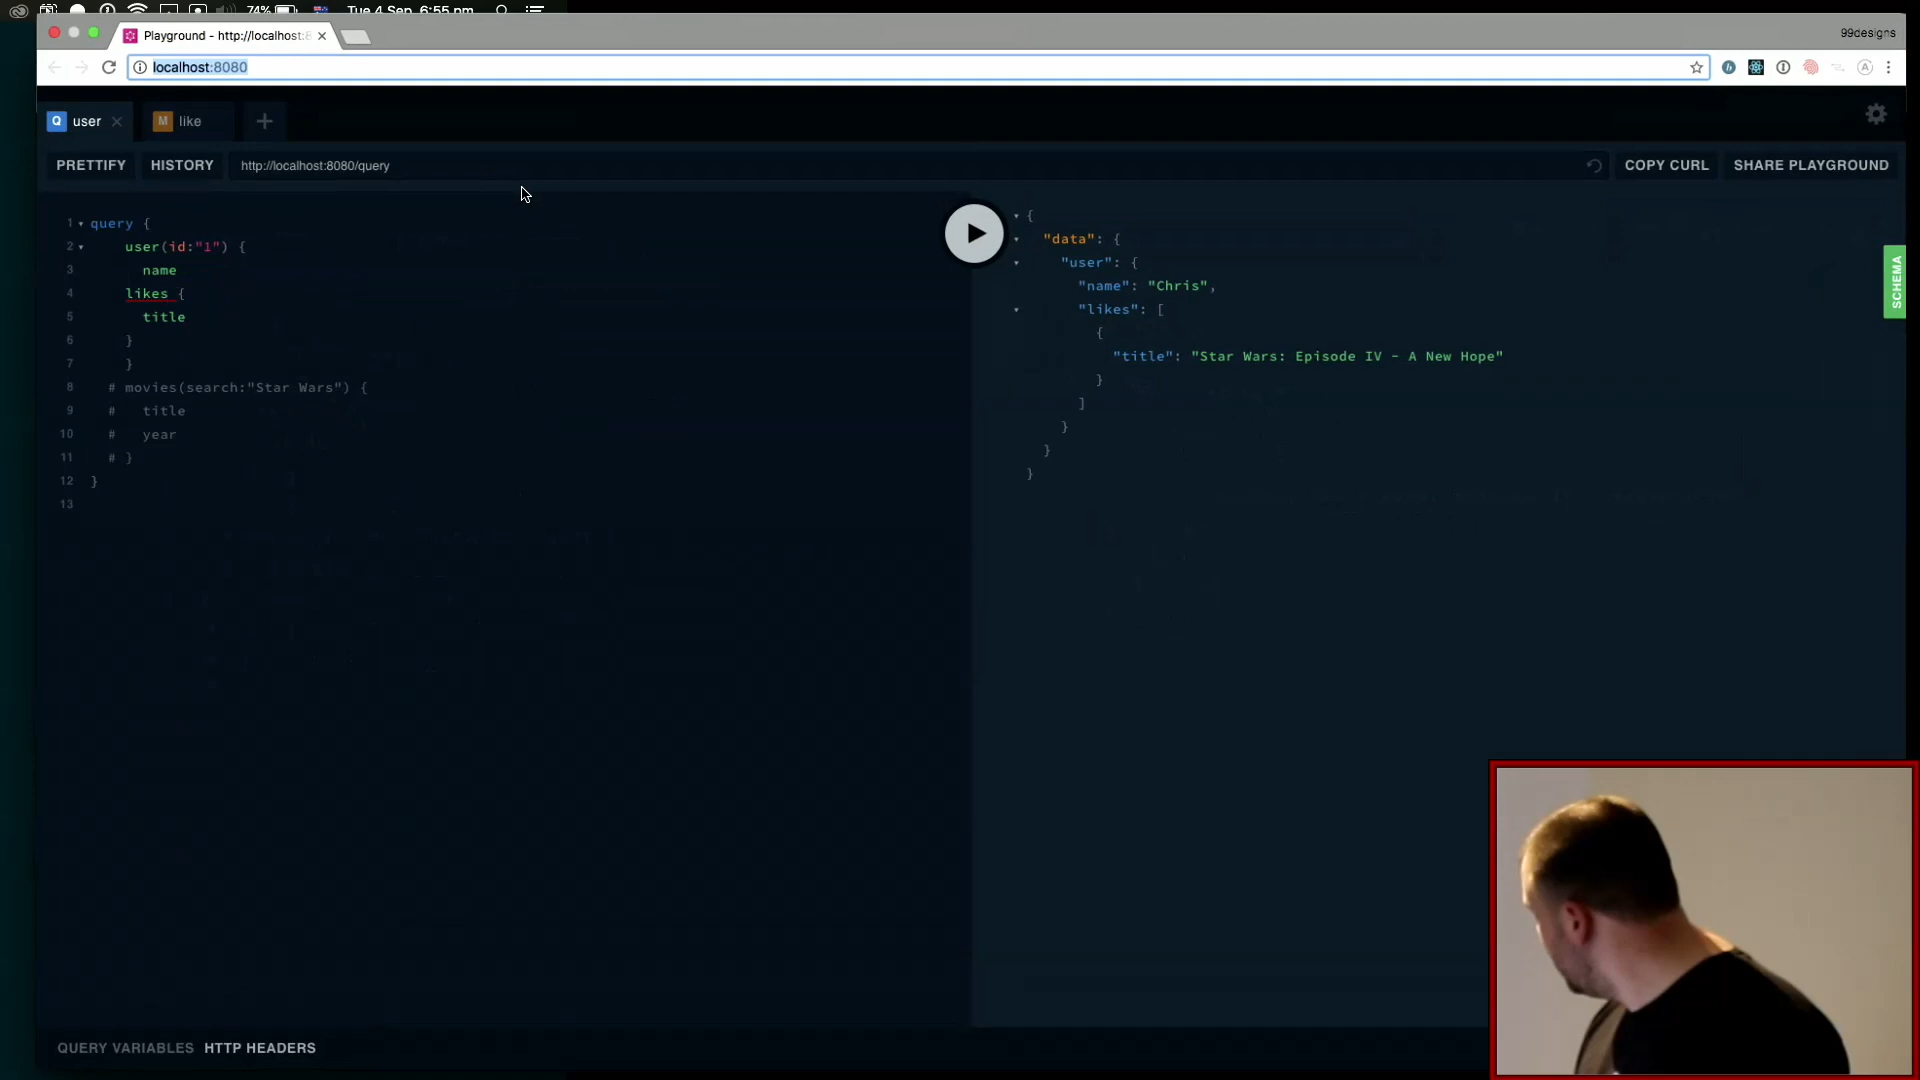 74% Tue 4 Sep 6:55 pm
Playground - http://localhost:8
99designs
localhost:8080
Q user
M like
PRETTIFY HISTORY http://localhost:8080/query COPY CURL SHARE PLAYGROUND
1 query {
2 user(id:"1") {
3 name
4 likes {
5 title
6 }
7 }
8 # movies(search:"Star Wars") {
9 # title
10 # year
11 # }
12 }
13
{
"data": {
"user": {
"name": "Chris",
"likes": [
{
"title": "Star Wars: Episode IV - A New Hope"
}
]
}
}
}
SCHEMA
QUERY VARIABLES HTTP HEADERS